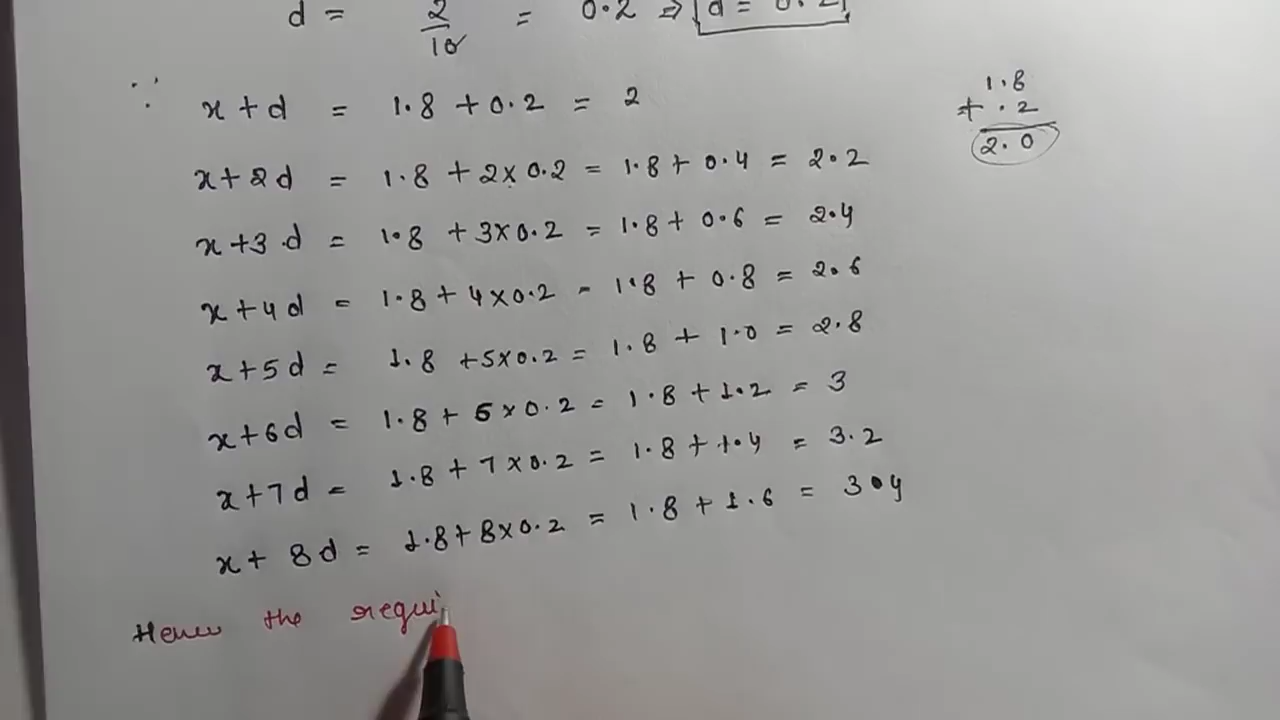 d = 2/10 = 0.2 ⇒ d = 0.2
∵ x + d = 1.8 + 0.2 = 2
1.8
+ .2
2.0
x + 2d = 1.8 + 2 × 0.2 = 1.8 + 0.4 = 2.2
x + 3.d = 1.8 + 3 × 0.2 = 1.8 + 0.6 = 2.4
x + 4d = 1.8 + 4 × 0.2 = 1.8 + 0.8 = 2.6
x + 5d = 1.8 + 5 × 0.2 = 1.8 + 1.0 = 2.8
x + 6d = 1.8 + 6 × 0.2 = 1.8 + 1.2 = 3
x + 7d = 1.8 + 7 × 0.2 = 1.8 + 1.4 = 3.2
x + 8d = 1.8 + 8 × 0.2 = 1.8 + 1.6 = 3.4
Hence the requi